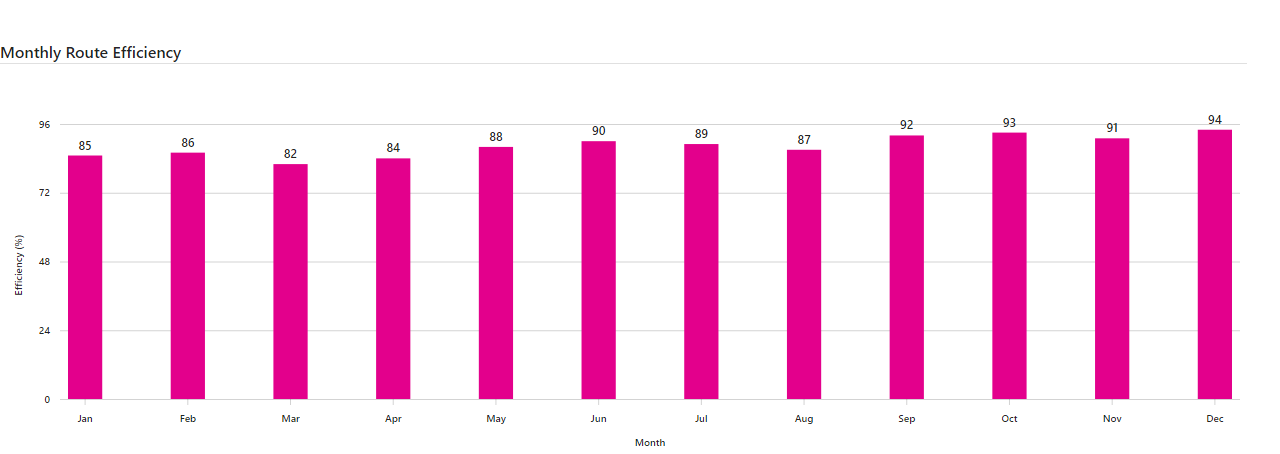 Monthly Route Efficiency
96
72
48
24
0
Efficiency (%)
85
86
82
84
88
90
89
87
92
93
91
94
Jan
Feb
Mar
Apr
May
Jun
Jul
Aug
Sep
Oct
Nov
Dec
Month